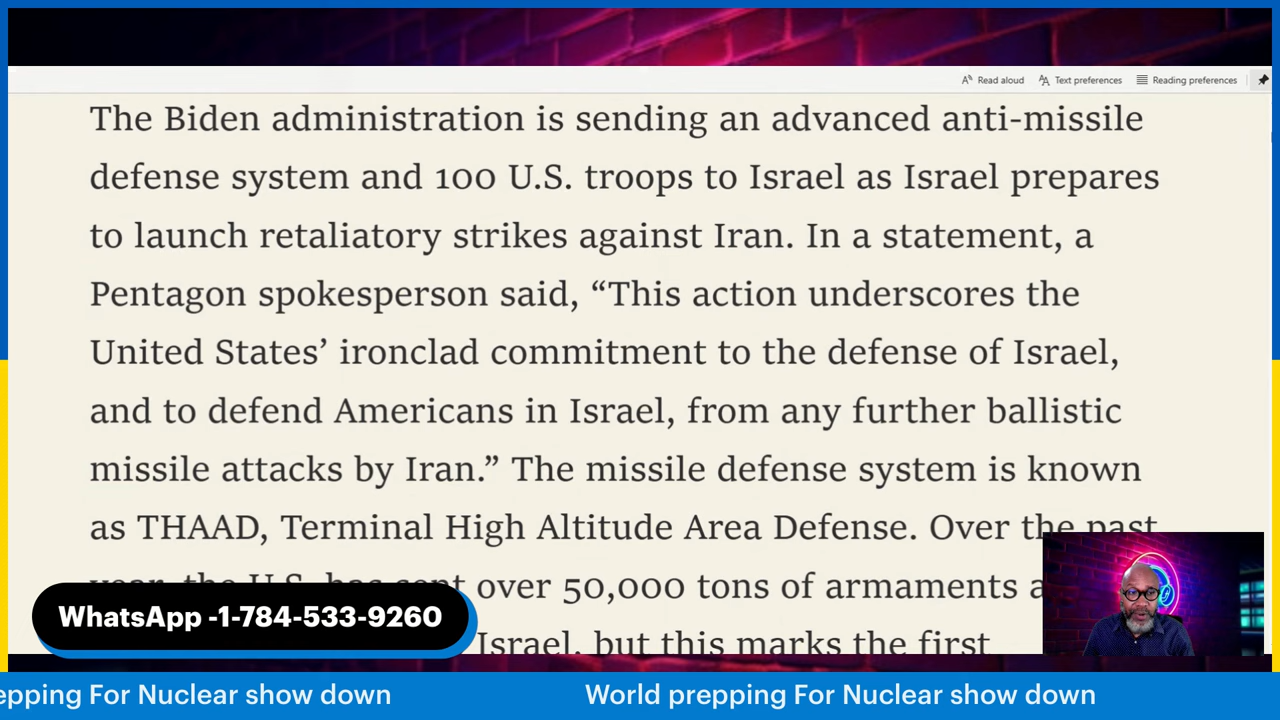 Read aloud Text preferences Reading preferences
The Biden administration is sending an advanced anti-missile
defense system and 100 U.S. troops to Israel as Israel prepares
to launch retaliatory strikes against Iran. In a statement, a
Pentagon spokesperson said, “This action underscores the
United States’ ironclad commitment to the defense of Israel,
and to defend Americans in Israel, from any further ballistic
missile attacks by Iran.” The missile defense system is known
as THAAD, Terminal High Altitude Area Defense. Over the past
year, the U.S. has sent over 50,000 tons of armaments
Israel, but this marks the first
WhatsApp -1-784-533-9260
epping For Nuclear show down World prepping For Nuclear show down